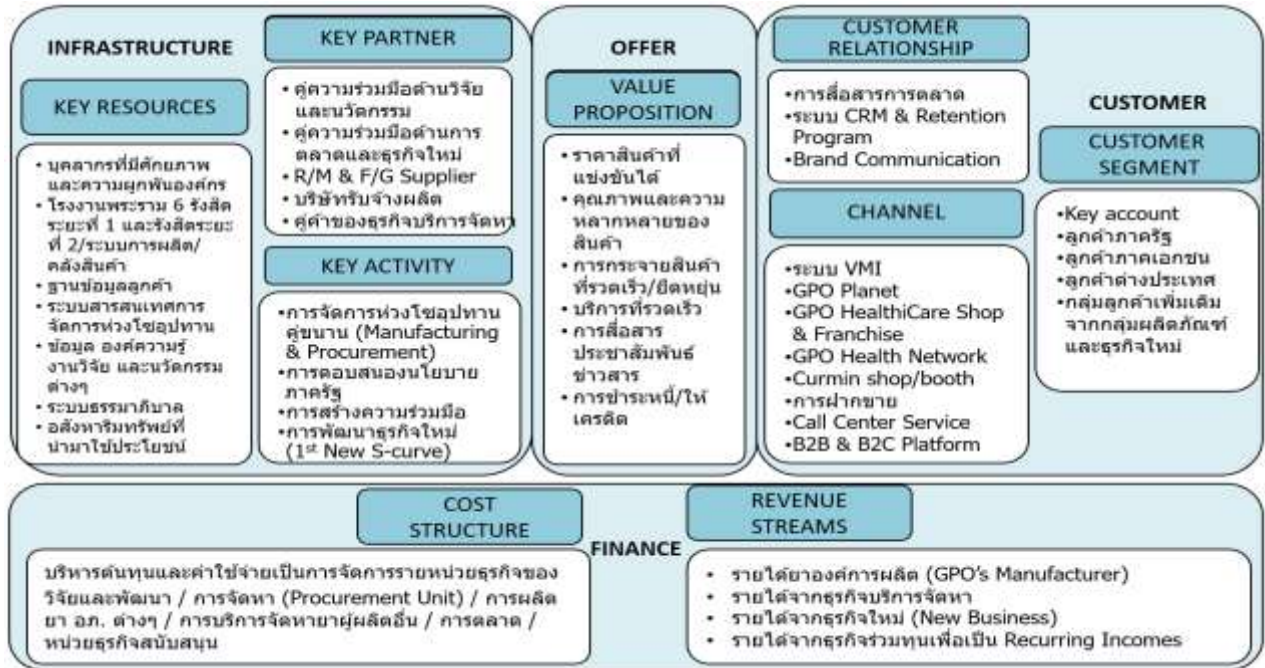 INFRASTRUCTURE
KEY RESOURCES
• บุคลากรที่มีศักยภาพ
และความผูกพันองค์กร
• โรงงานพระราม 6 รังสิต
ระยะที่ 1 และรังสิตระยะ
ที่ 2/ระบบการผลิต/
คลังสินค้า
• ฐานข้อมูลลูกค้า
• ระบบสารสนเทศการ
จัดการห่วงโซ่อุปทาน
• ข้อมูล องค์ความรู้
งานวิจัย และนวัตกรรม
ต่างๆ
• ระบบธรรมาภิบาล
• อสังหาริมทรัพย์ที่
นำมาใช้ประโยชน์
KEY PARTNER
• คู่ความร่วมมือด้านวิจัย
และนวัตกรรม
• คู่ความร่วมมือด้านการ
ตลาดและธุรกิจใหม่
• R/M & F/G Supplier
• บริษัทรับจ้างผลิต
• คู่ค้าของธุรกิจบริการจัดหา
KEY ACTIVITY
•การจัดการห่วงโซ่อุปทาน
คู่ขนาน (Manufacturing
& Procurement)
•การตอบสนองนโยบาย
ภาครัฐ
•การสร้างความร่วมมือ
•การพัฒนาธุรกิจใหม่
(1st New S-curve)
OFFER
VALUE
PROPOSITION
• ราคาสินค้าที่
แข่งขันได้
• คุณภาพและความ
หลากหลายของ
สินค้า
• การกระจายสินค้า
ที่รวดเร็ว/ยืดหยุ่น
• บริการที่รวดเร็ว
• การสื่อสาร
ประชาสัมพันธ์
ข่าวสาร
• การชำระหนี้/ให้
เครดิต
CUSTOMER
RELATIONSHIP
•การสื่อสารการตลาด
•ระบบ CRM & Retention
Program
•Brand Communication
CHANNEL
•ระบบ VMI
•GPO Planet
•GPO HealthiCare Shop
& Franchise
•GPO Health Network
•Curmin shop/booth
•การฝากขาย
•Call Center Service
•B2B & B2C Platform
CUSTOMER
CUSTOMER
SEGMENT
•Key account
•ลูกค้าภาครัฐ
•ลูกค้าภาคเอกชน
•ลูกค้าต่างประเทศ
•กลุ่มลูกค้าเพิ่มเติม
จากกลุ่มผลิตภัณฑ์
และธุรกิจใหม่
COST
STRUCTURE
บริหารต้นทุนและค่าใช้จ่ายเป็นการจัดการรายหน่วยธุรกิจของ
วิจัยและพัฒนา / การจัดหา (Procurement Unit) / การผลิต
ยา อภ. ต่างๆ / การบริการจัดหายาผู้ผลิตอื่น / การตลาด /
หน่วยธุรกิจสนับสนุน
FINANCE
REVENUE
STREAMS
• รายได้ยาองค์การผลิต (GPO’s Manufacturer)
• รายได้จากธุรกิจบริการจัดหา
• รายได้จากธุรกิจใหม่ (New Business)
• รายได้จากธุรกิจร่วมทุนเพื่อเป็น Recurring Incomes